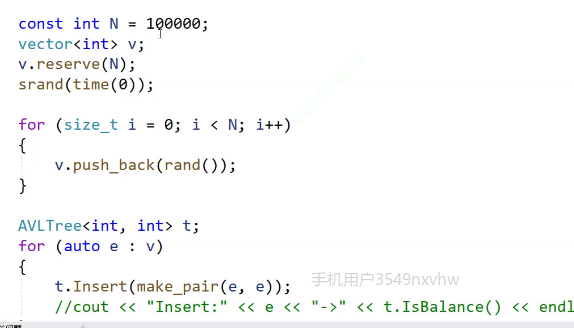 const int N = 100000;
vector<int> v;
v.reserve(N);
srand(time(0));
for (size_t i = 0; i < N; i++)
{
v.push_back(rand());
}
AVLTree<int, int> t;
for (auto e : v)
{
t.Insert(make_pair(e, e));
手机用户3549nxvhw
//cout << "Insert:" << e << "->" << t.IsBalance() << endl